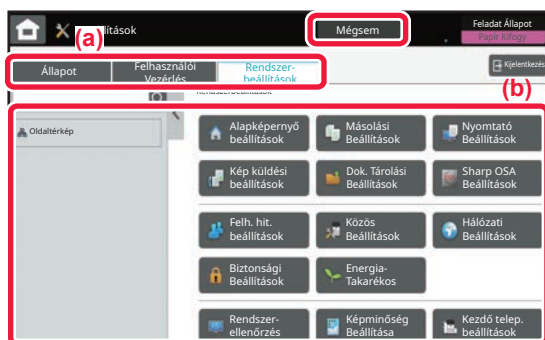 (a)
ítások
Mégsem
Feladat Állapot
Papír Kifogy
Állapot
Felhasználói
Vezérlés
Rendszer-
beállítások
Kijelentkezés
(b)
Rendszerbeállítások
Oldaltérkép
Alapképernyő
beállítások
Másolási
Beállítások
Nyomtató
Beállítások
Kép küldési
beállítások
Dok. Tárolási
Beállítások
Sharp OSA
Beállítások
Felh. hit.
beállítások
Közös
Beállítások
Hálózati
Beállítások
Biztonsági
Beállítások
Energia-
Takarékos
Rendszer-
ellenőrzés
Képminőség
Beállítása
Kezdő telep.
beállítások